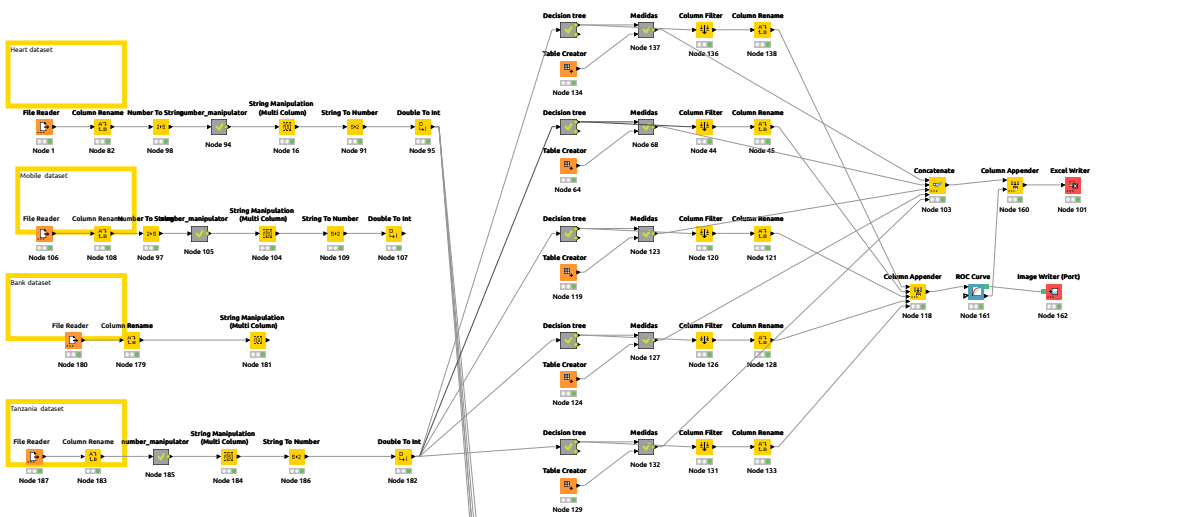 Decision tree
Medidas
Column Filter
Column Rename
Node 137
Node 136
Node 138
Table Creator
Node 134
Heart dataset
File Reader
Column Rename
Number To String
number_manipulator
String Manipulation
(Multi Column)
String To Number
Double To Int
Node 1
Node 82
Node 98
Node 94
Node 16
Node 91
Node 95
Decision tree
Medidas
Column Filter
Column Rename
Node 68
Node 44
Node 45
Table Creator
Node 64
Concatenate
Column Appender
Excel Writer
Node 103
Node 160
Node 101
Mobile dataset
File Reader
Column Rename
Number To String
number_manipulator
String Manipulation
(Multi Column)
String To Number
Double To Int
Node 106
Node 108
Node 97
Node 105
Node 104
Node 109
Node 107
Decision tree
Medidas
Column Filter
Column Rename
Node 123
Node 120
Node 121
Table Creator
Node 119
Column Appender
ROC Curve
Image Writer (Port)
Node 118
Node 161
Node 162
Bank dataset
File Reader
Column Rename
String Manipulation
(Multi Column)
Node 180
Node 179
Node 181
Decision tree
Medidas
Column Filter
Column Rename
Node 127
Node 126
Node 128
Table Creator
Node 124
Tanzania dataset
File Reader
Column Rename
number_manipulator
String Manipulation
(Multi Column)
String To Number
Double To Int
Node 187
Node 183
Node 185
Node 184
Node 186
Node 182
Decision tree
Medidas
Column Filter
Column Rename
Node 132
Node 131
Node 133
Table Creator
Node 129